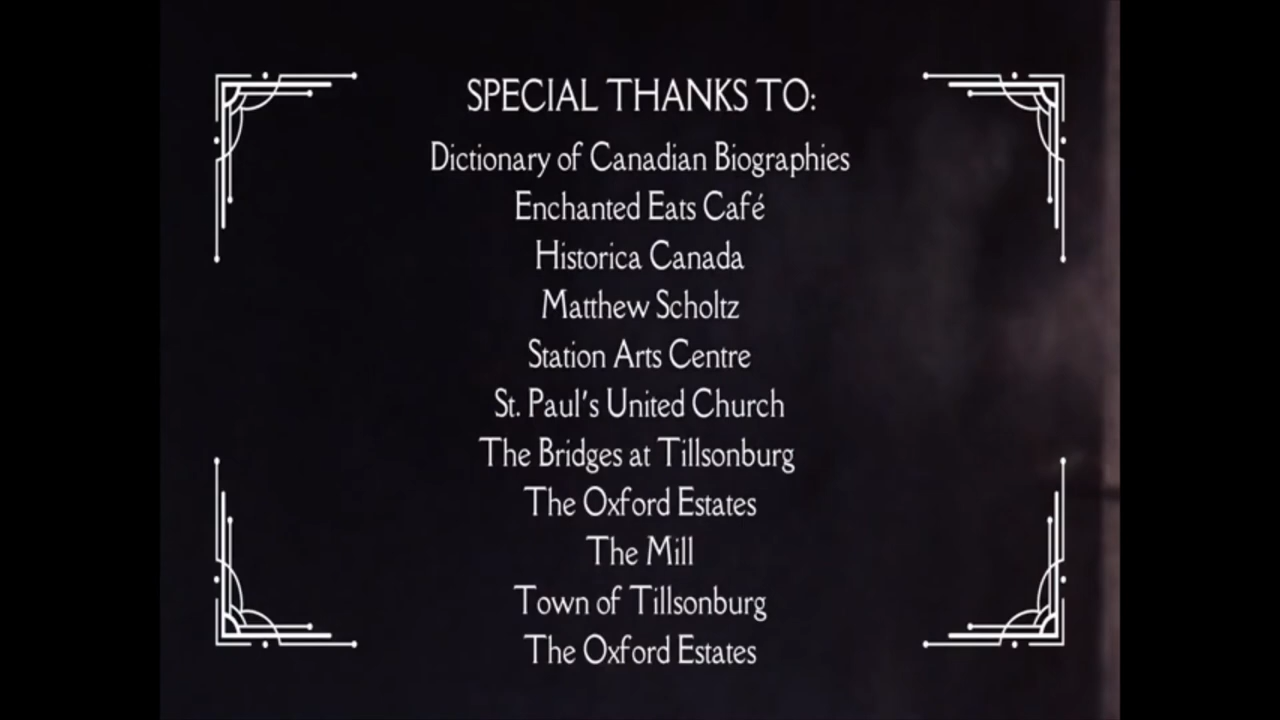 SPECIAL THANKS TO:
Dictionary of Canadian Biographies
Enchanted Eats Café
Historica Canada
Matthew Scholtz
Station Arts Centre
St. Paul's United Church
The Bridges at Tillsonburg
The Oxford Estates
The Mill
Town of Tillsonburg
The Oxford Estates